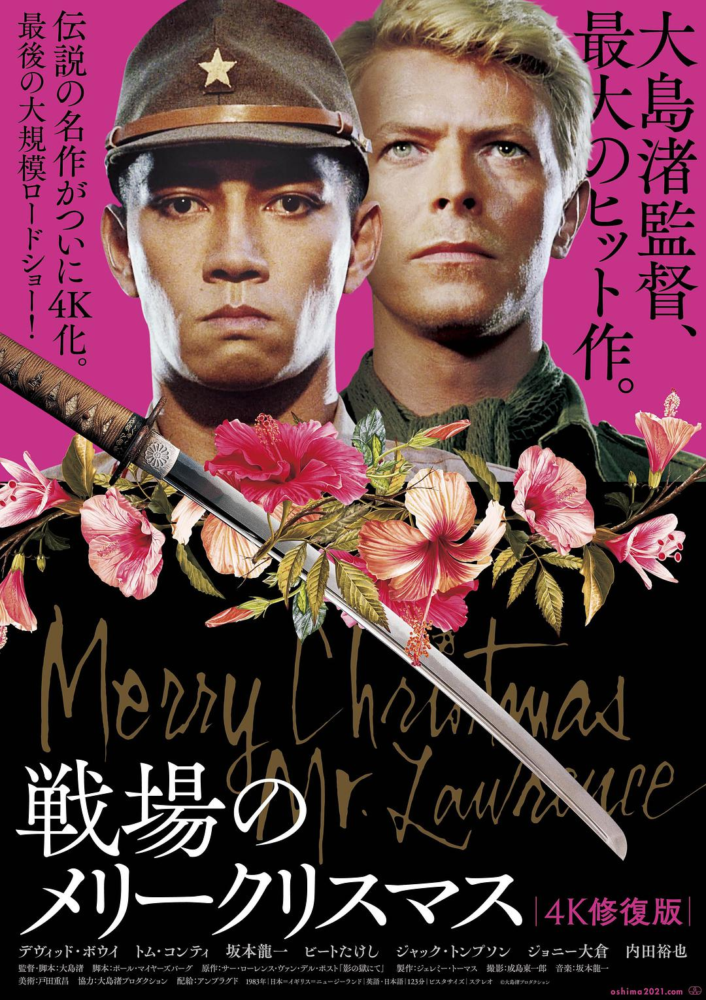 大島渚監督、
最大のヒット作。
伝説の名作がついに4K化。
最後の大規模ロードショー!
Merry Christmas
Mr. Lawrence
戦場の
メリークリスマス
4K修復版
デヴィッド・ボウイ トム・コンティ 坂本龍一 ビートたけし ジャック・トンプソン ジョニー大倉 内田裕也
監督・脚本:大島渚 脚本:ポール・マイヤーズバーグ 原作:サー・ローレンス・ヴァン・デル・ポスト「影の獄にて」 製作:ジェレミー・トーマス 撮影:成島東一郎 音楽:坂本龍一
美術:戸田重昌 協力:大島渚プロダクション 配給:アンプラグド 1983年|日本=イギリス=ニュージーランド|英語・日本語|123分|ビスタサイズ|ステレオ ©大島渚プロダクション
oshima2021.com